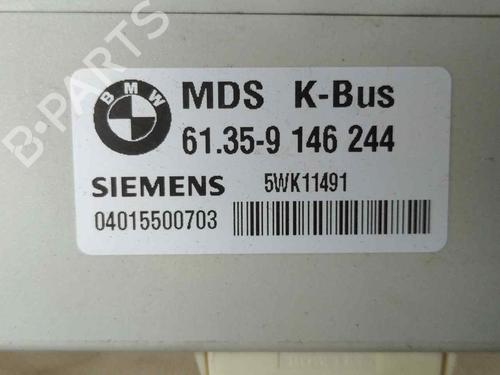 B-PARTS
BMW
MDS K-Bus
61.35-9 146 244
SIEMENS 5WK11491
04015500703